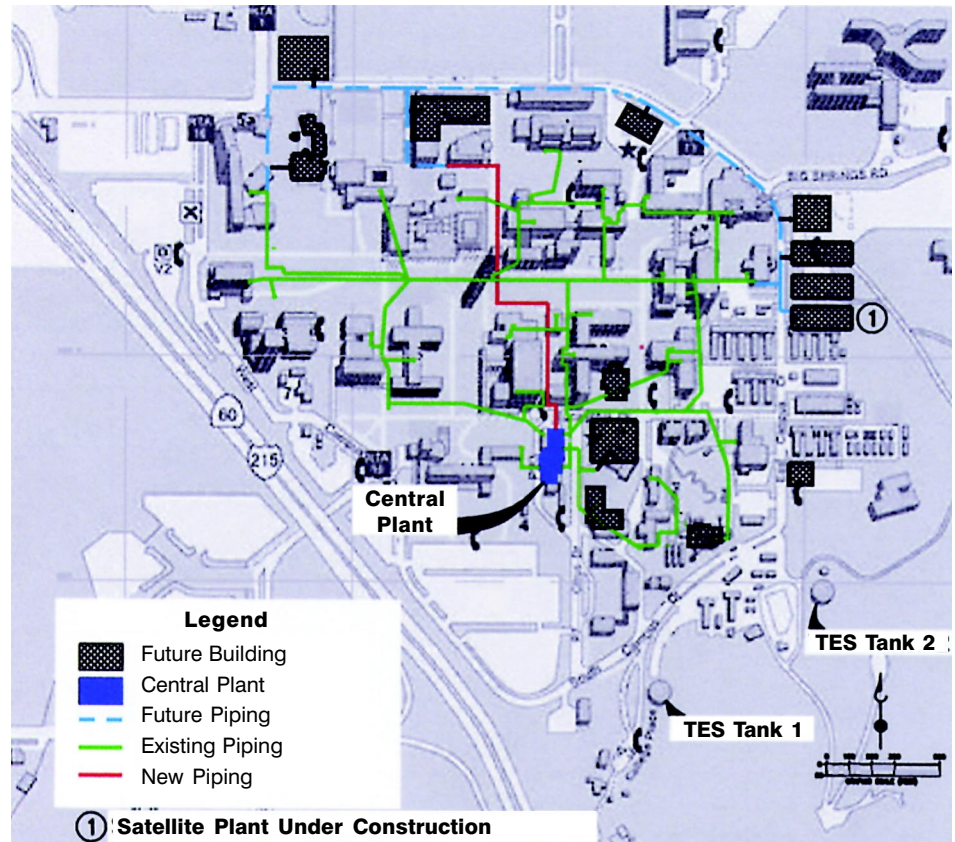 BIG SPRINGS RD
1
60
215
Central
Plant
Legend
Future Building
Central Plant
Future Piping
Existing Piping
New Piping
TES Tank 2
TES Tank 1
1 Satellite Plant Under Construction